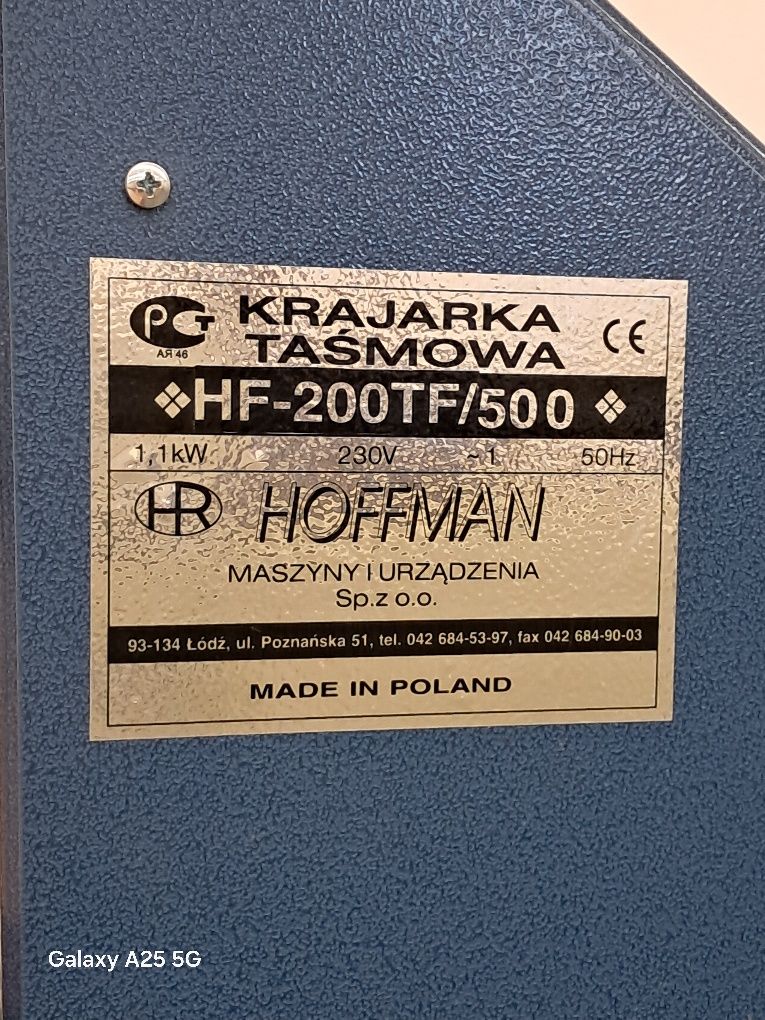 PCT KRAJARKA CE
АЯ 46 TAŚMOWA
HF-200TF/500
1,1kW 230V ~1 50Hz
HR HOFFMAN
MASZYNY I URZĄDZENIA
Sp.z o.o.
93-134 Łódź, ul. Poznańska 51, tel. 042 684-53-97, fax 042 684-90-03
MADE IN POLAND
Galaxy A25 5G